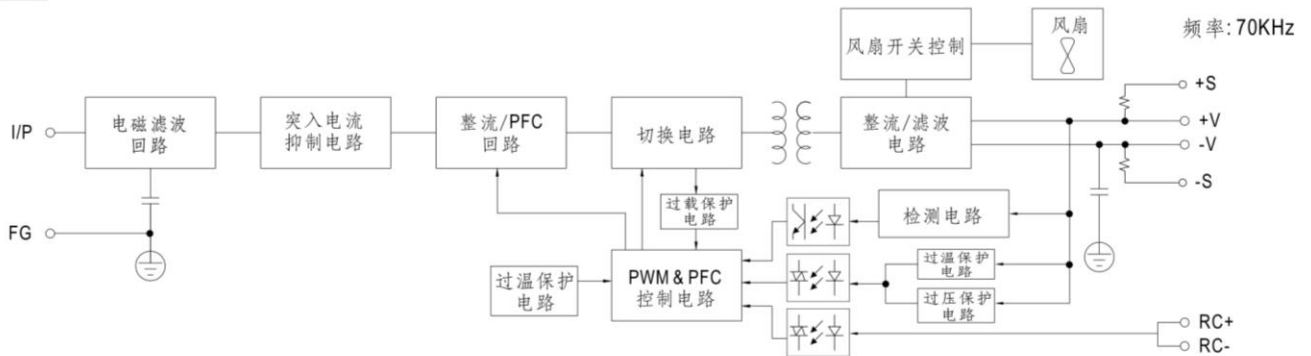 频率: 70KHz
风扇开关控制
风扇
+S
I/P
电磁滤波
回路
突入电流
抑制电路
整流/PFC
回路
切换电路
整流/滤波
电路
+V
-V
-S
过载保护
电路
检测电路
FG
过温保护
电路
PWM & PFC
控制电路
过温保护
电路
过压保护
电路
RC+
RC-